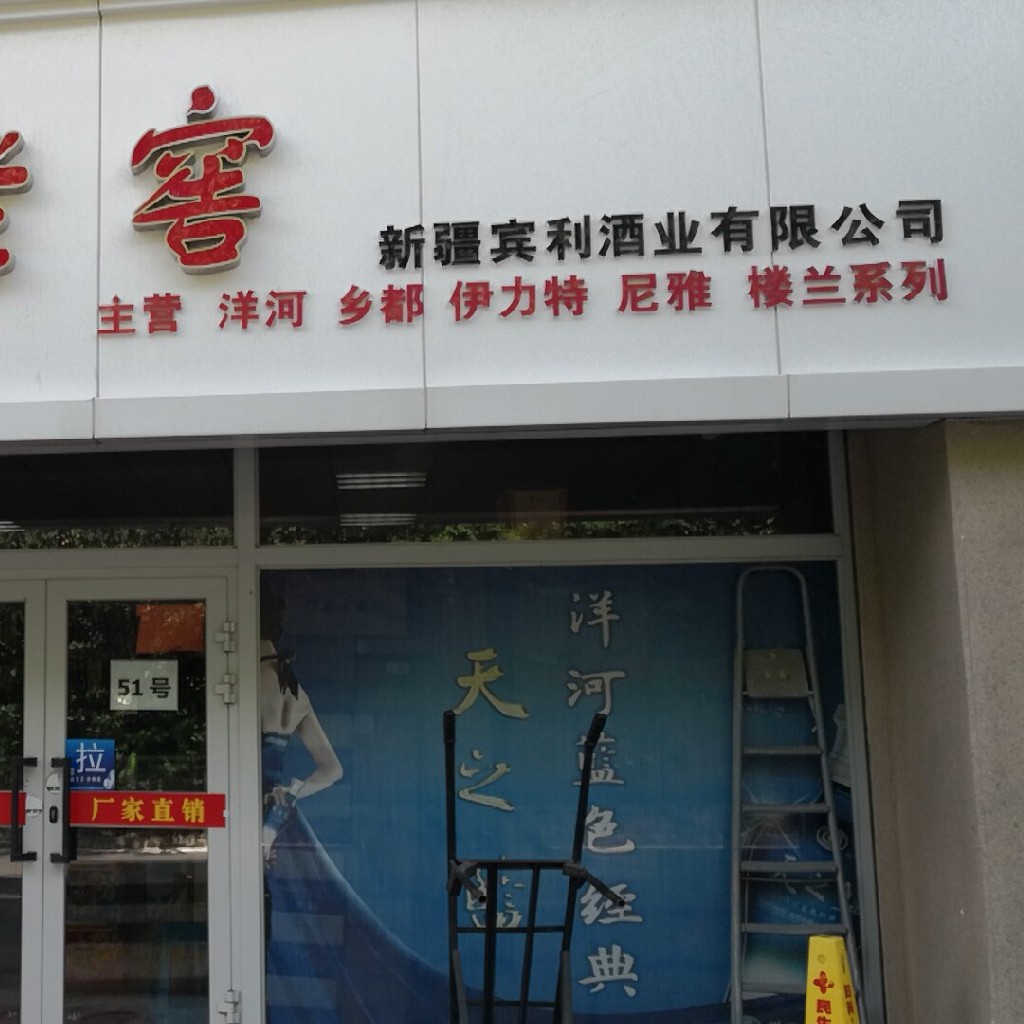 窖
新疆宾利酒业有限公司
主营 洋河 乡都 伊力特 尼雅 楼兰系列
51号
拉
厂家直销
洋河蓝色经典
天之蓝